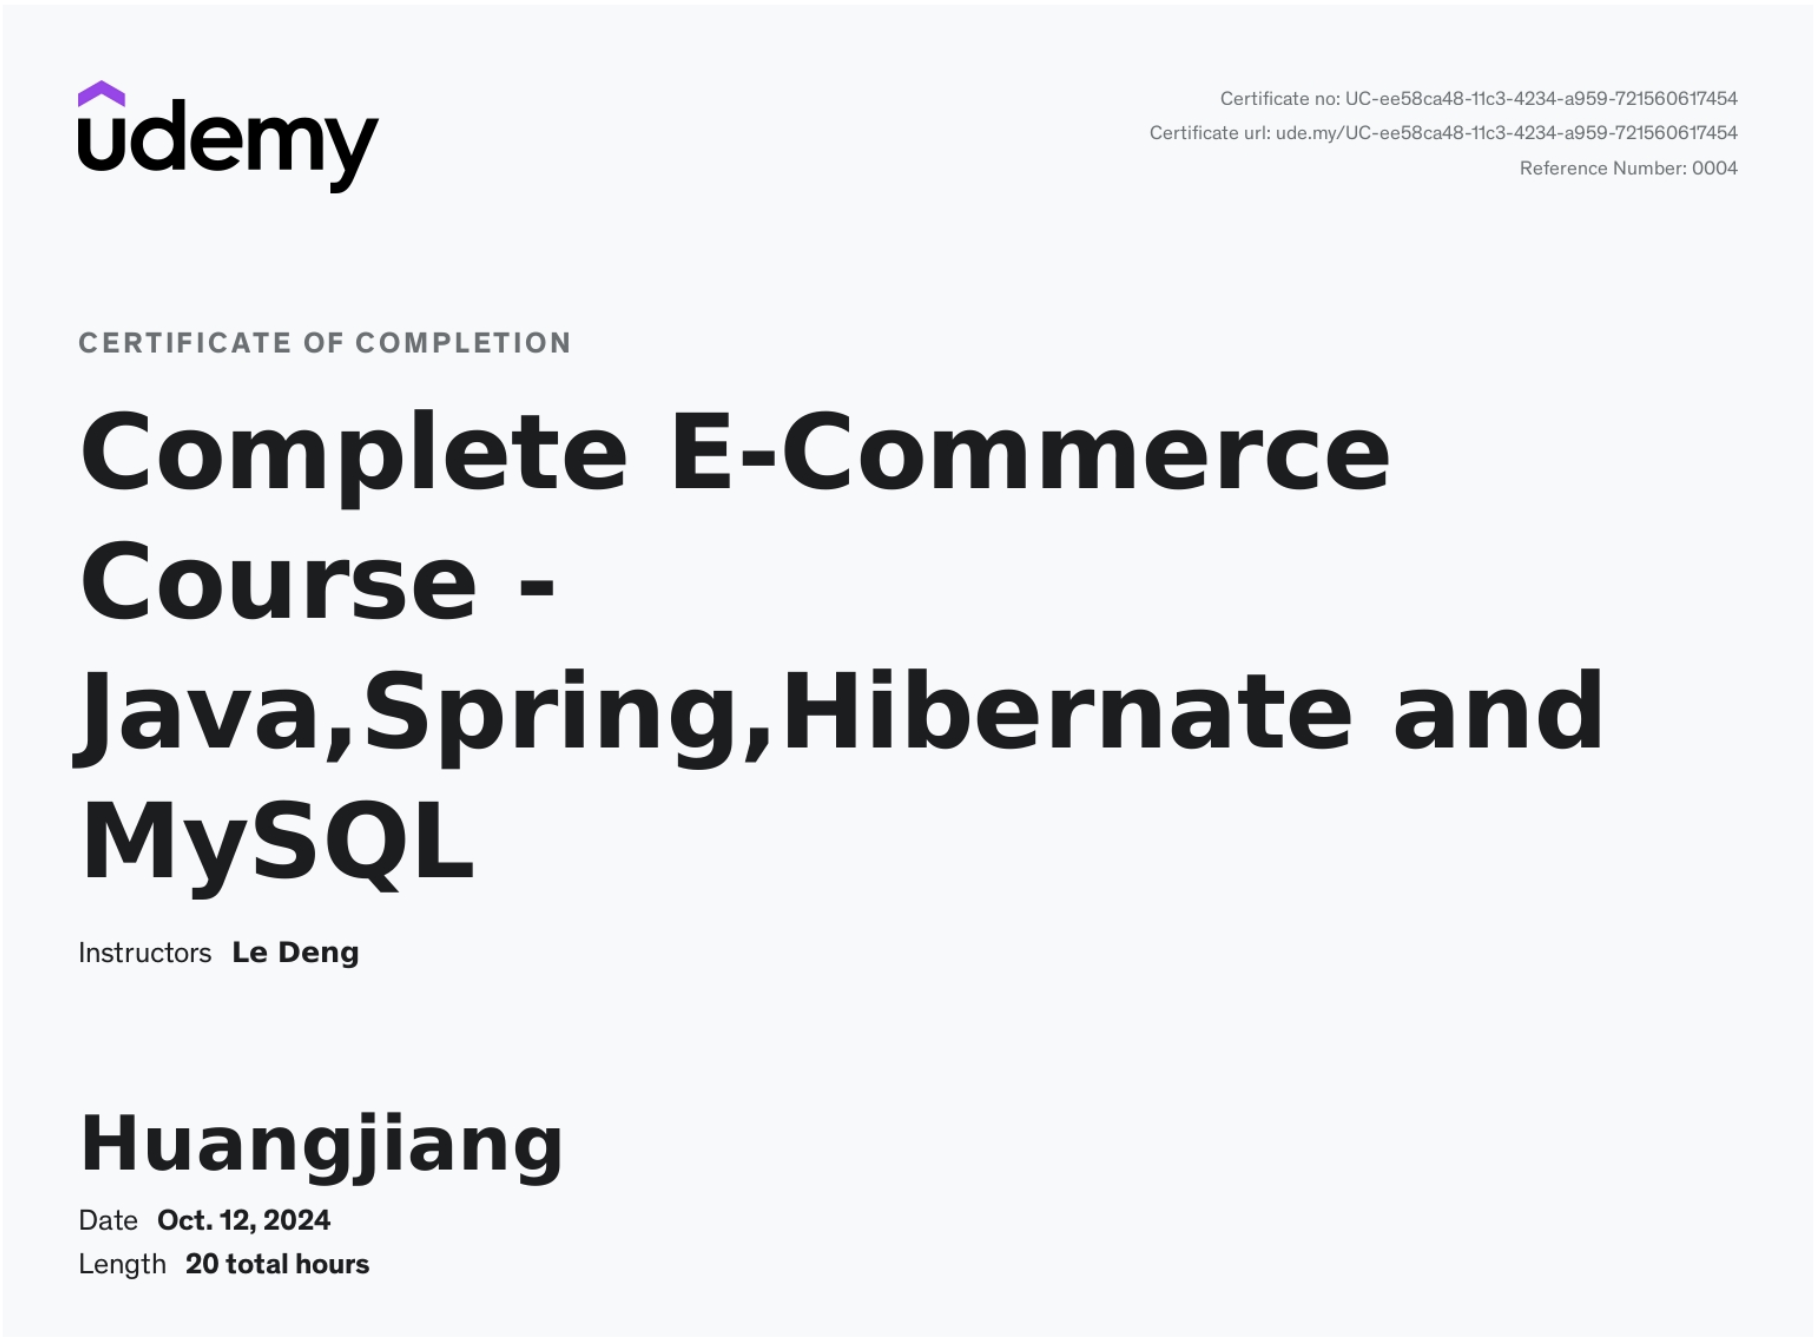 udemy
Certificate no: UC-ee58ca48-11c3-4234-a959-721560617454
Certificate url: ude.my/UC-ee58ca48-11c3-4234-a959-721560617454
Reference Number: 0004
CERTIFICATE OF COMPLETION
Complete E-Commerce
Course -
Java,Spring,Hibernate and
MySQL
Instructors Le Deng
Huangjiang
Date Oct. 12, 2024
Length 20 total hours